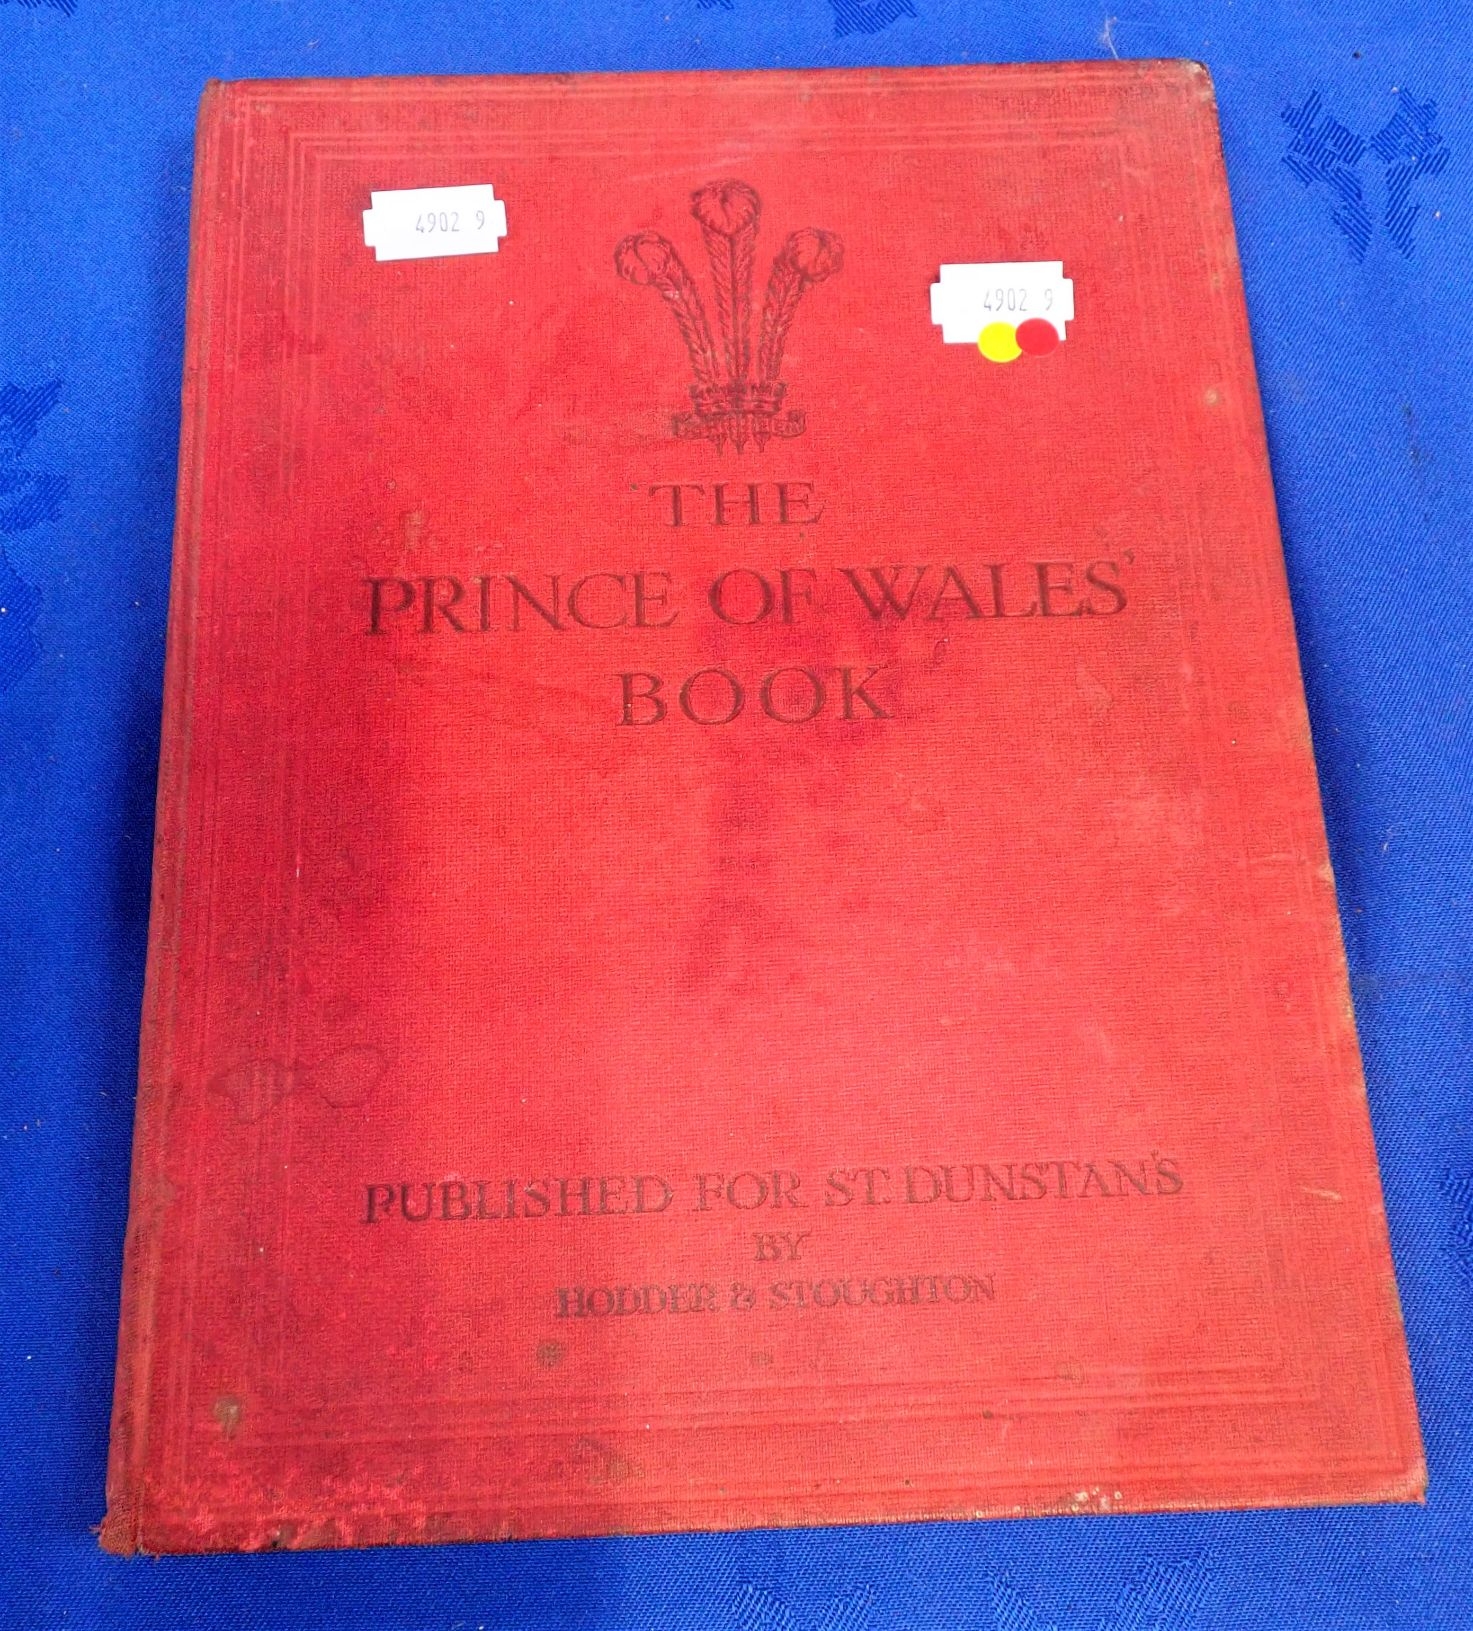 4902 9
4902 9
THE
PRINCE OF WALES'
BOOK
PUBLISHED FOR ST. DUNSTAN'S
BY
HODDER & STOUGHTON